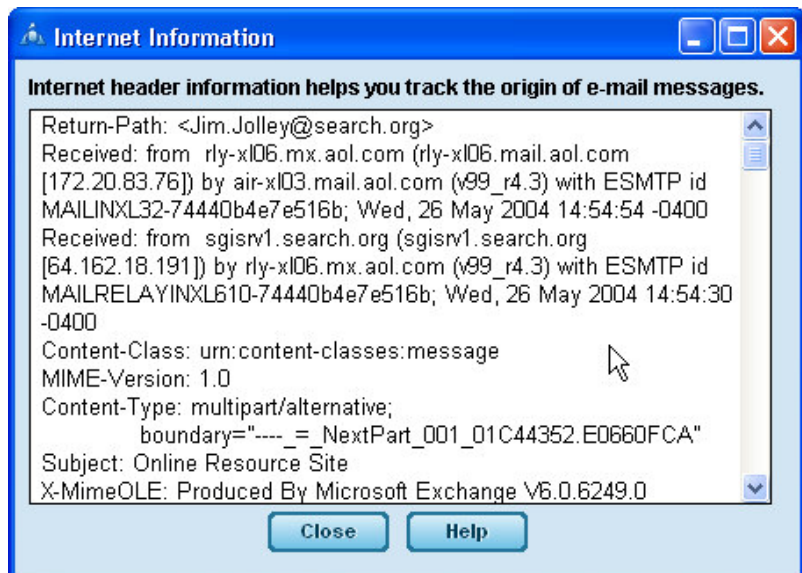 Internet Information
Internet header information helps you track the origin of e-mail messages.
Return-Path: <Jim.Jolley@search.org>
Received: from  rly-xl06.mx.aol.com (rly-xl06.mail.aol.com
[172.20.83.76]) by air-xl03.mail.aol.com (v99_r4.3) with ESMTP id
MAILINXL32-74440b4e7e516b; Wed, 26 May 2004 14:54:54 -0400
Received: from  sgisrv1.search.org (sgisrv1.search.org
[64.162.18.191]) by rly-xl06.mx.aol.com (v99_r4.3) with ESMTP id
MAILRELAYINXL610-74440b4e7e516b; Wed, 26 May 2004 14:54:30
-0400
Content-Class: urn:content-classes:message
MIME-Version: 1.0
Content-Type: multipart/alternative;
boundary="----_=_NextPart_001_01C44352.E0660FCA"
Subject: Online Resource Site
X-MimeOLE: Produced By Microsoft Exchange V6.0.6249.0
Close Help